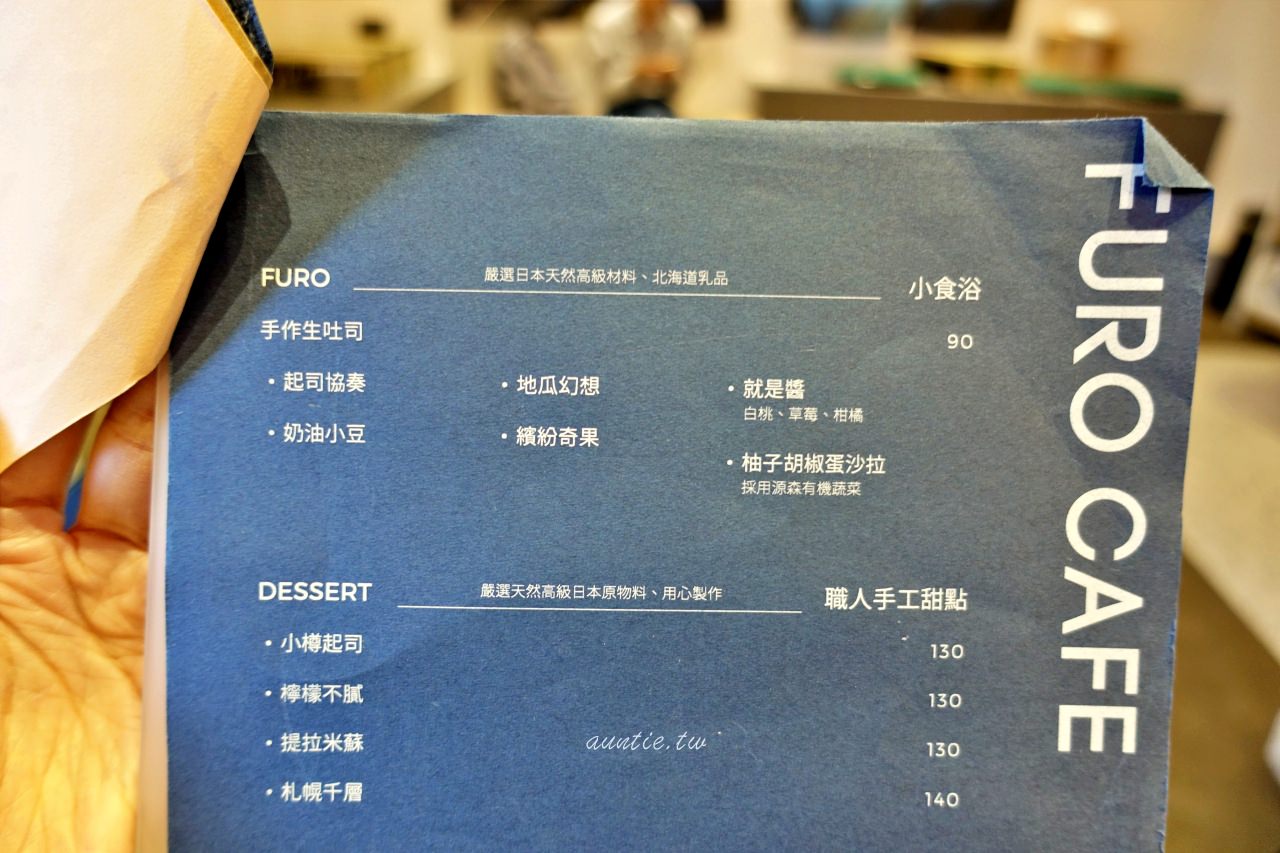 FURO CAFE
FURO 嚴選日本天然高級材料、北海道乳品 小食浴
手作生吐司 90
・起司協奏 ・地瓜幻想 ・就是醬
白桃、草莓、柑橘
・奶油小豆 ・繽紛奇果
・柚子胡椒蛋沙拉
採用源森有機蔬菜
DESSERT 嚴選天然高級日本原物料、用心製作 職人手工甜點
・小樽起司 130
・檸檬不膩 130
・提拉米蘇 130
・札幌千層 140
auntie.tw